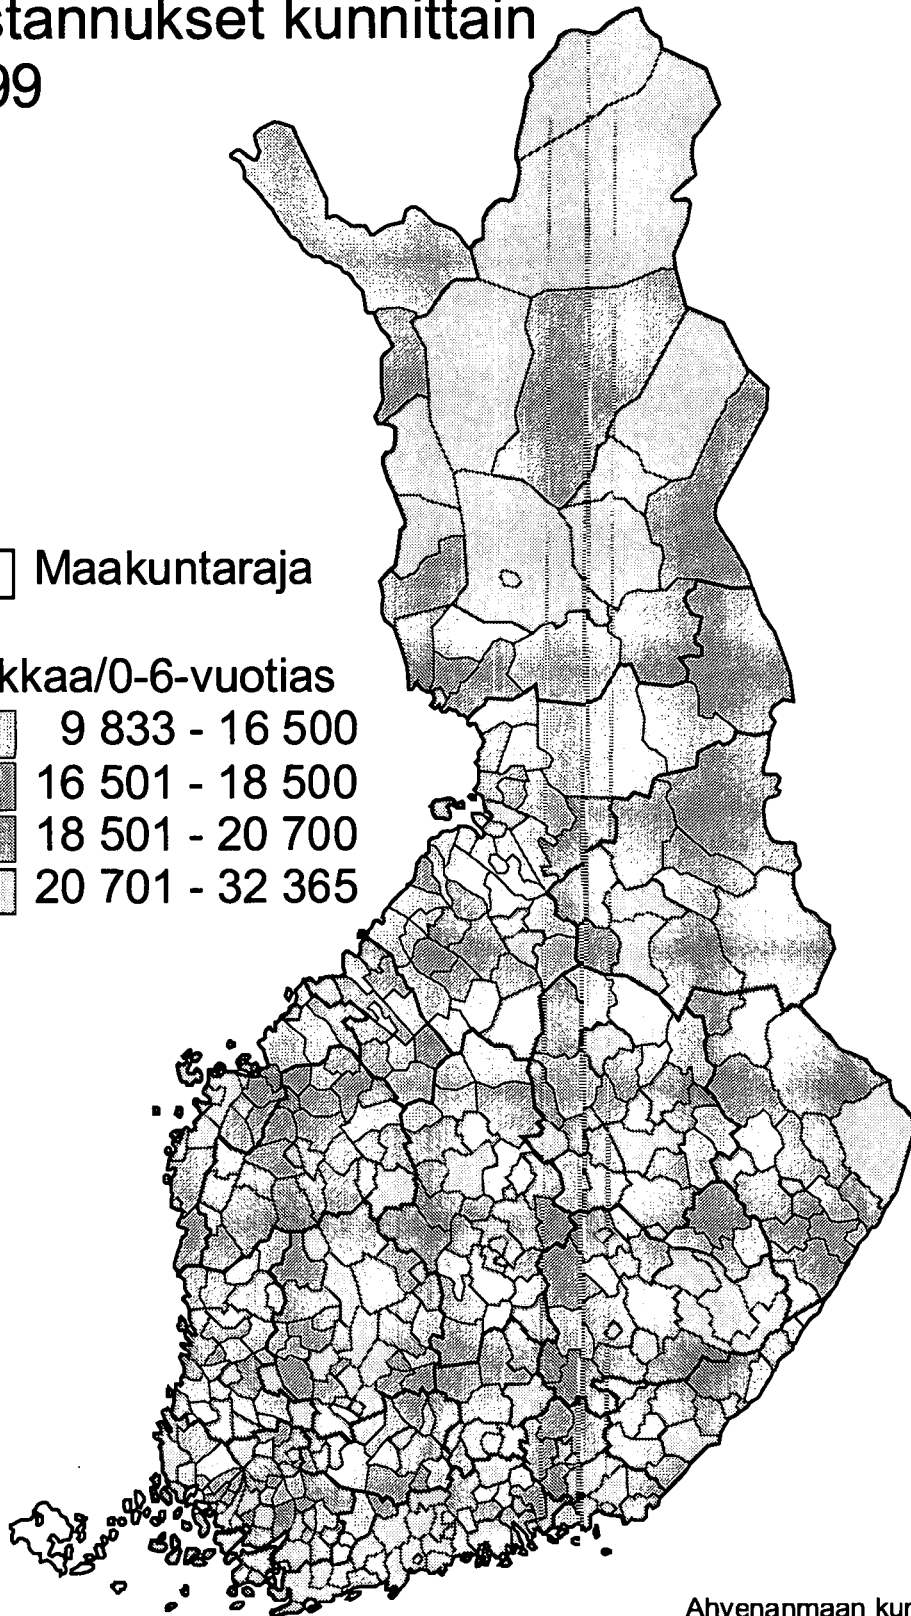 stannukset kunnittain
99
Maakuntaraja
kkaa/0-6-vuotias
9 833 - 16 500
16 501 - 18 500
18 501 - 20 700
20 701 - 32 365
Ahvenanmaan kun